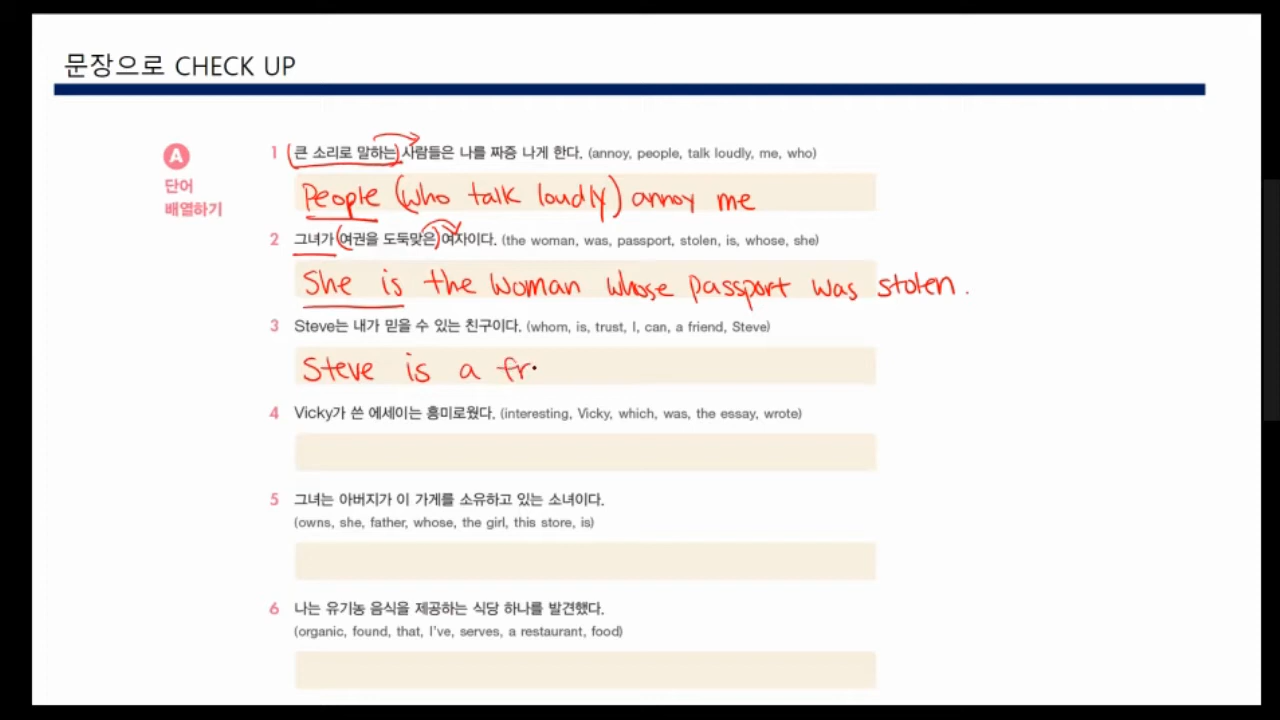 문장으로 CHECK UP
A
단어
배열하기
1 큰 소리로 말하는 사람들은 나를 짜증 나게 한다. (annoy, people, talk loudly, me, who)
People (who talk loudly) annoy me
2 그녀가 여권을 도둑맞은 여자이다. (the woman, was, passport, stolen, is, whose, she)
She is the woman whose passport was stolen.
3 Steve는 내가 믿을 수 있는 친구이다. (whom, is, trust, I, can, a friend, Steve)
Steve is a fr
4 Vicky가 쓴 에세이는 흥미로웠다. (interesting, Vicky, which, was, the essay, wrote)
5 그녀는 아버지가 이 가게를 소유하고 있는 소녀이다.
(owns, she, father, whose, the girl, this store, is)
6 나는 유기농 음식을 제공하는 식당 하나를 발견했다.
(organic, found, that, I've, serves, a restaurant, food)